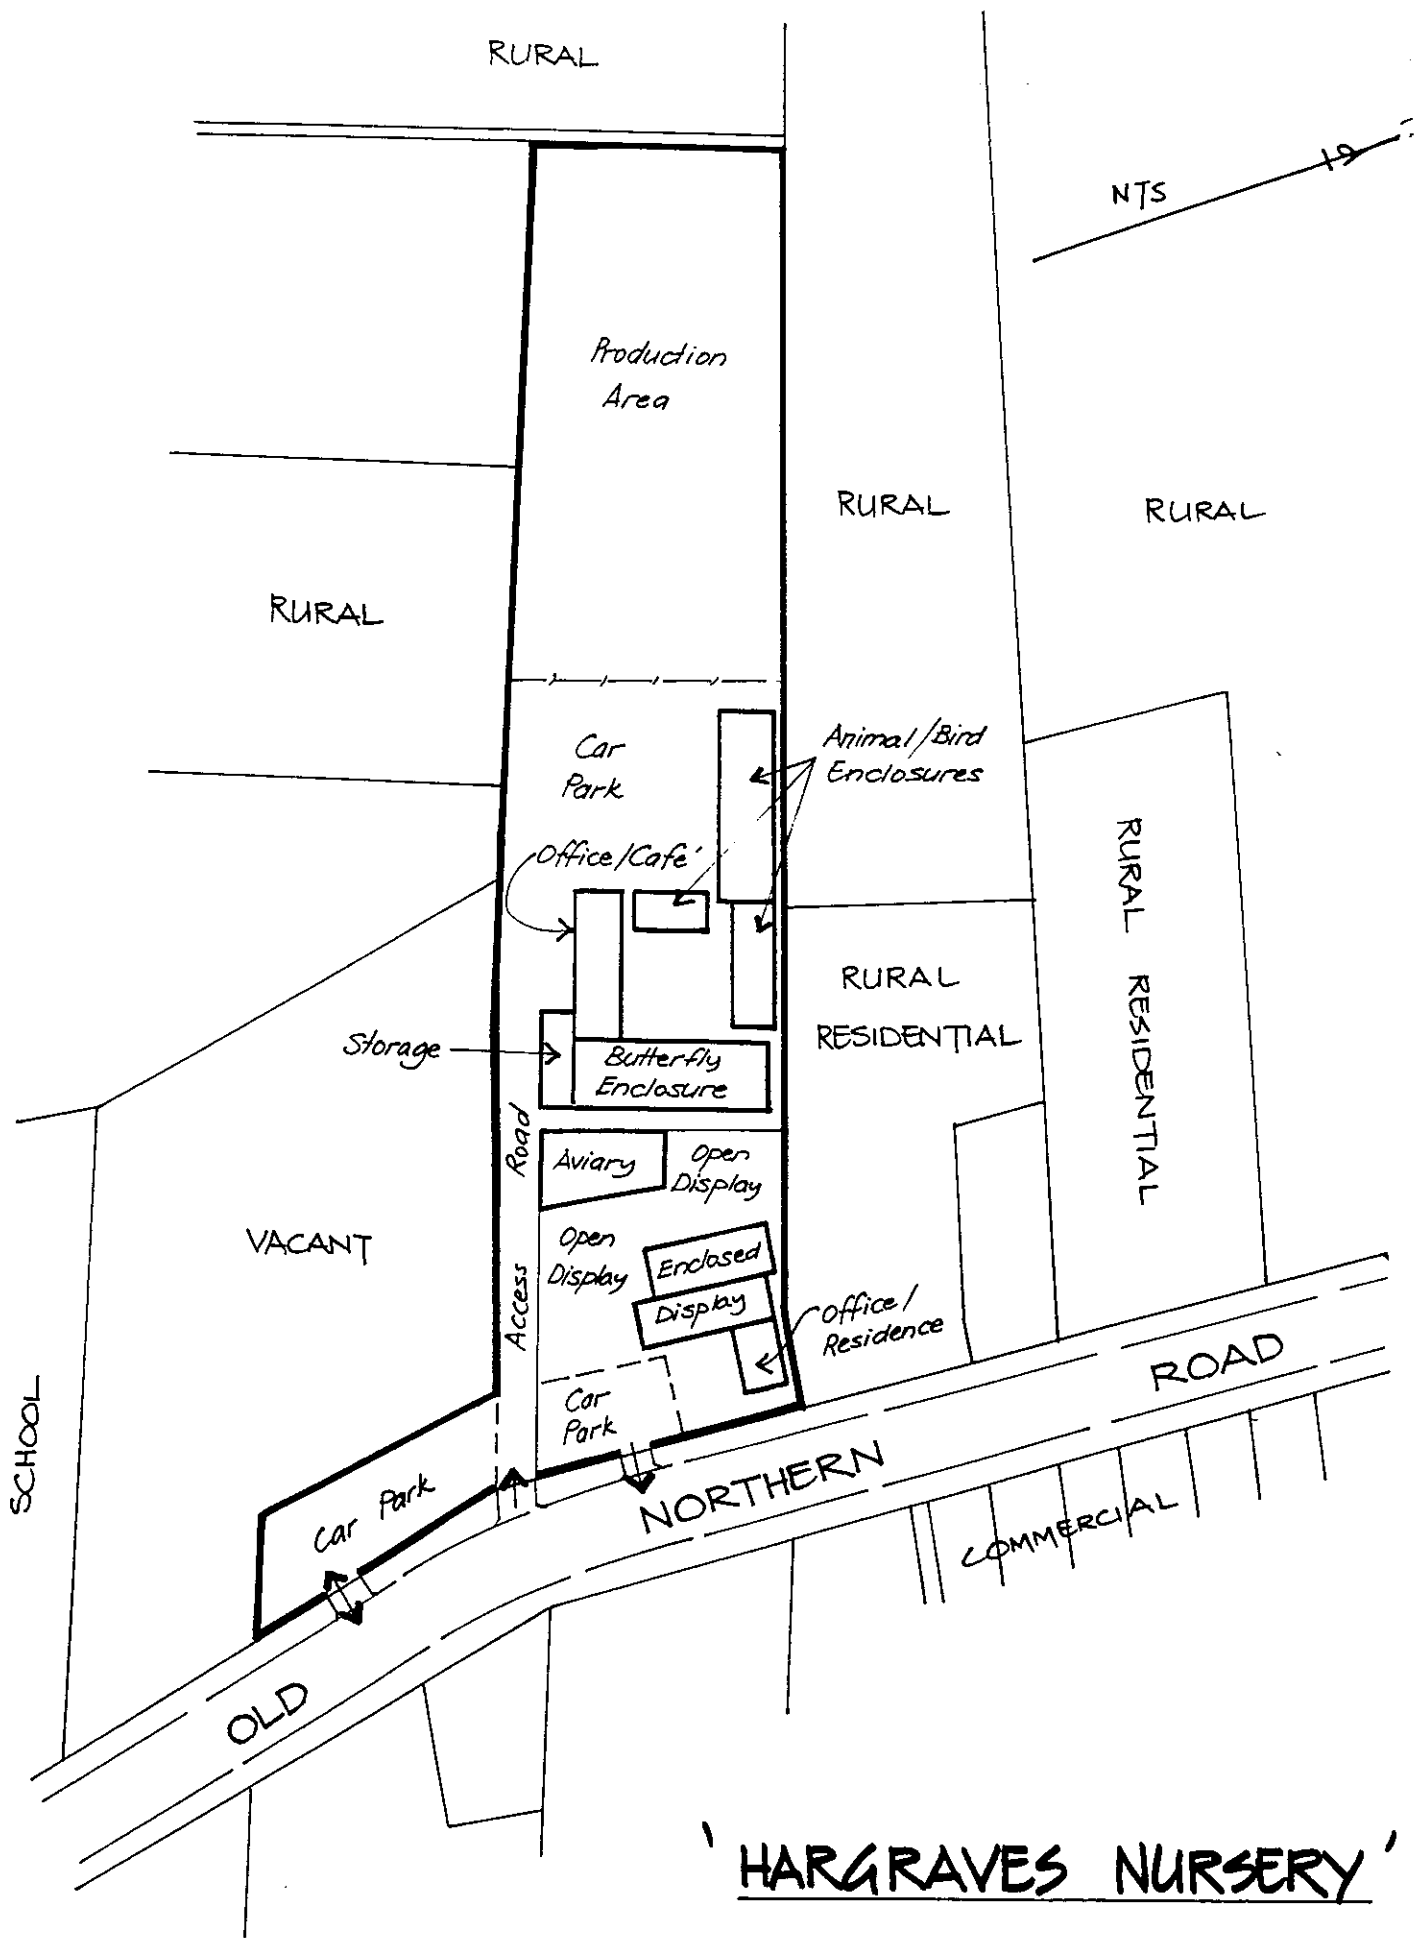 RURAL
NTS
Production
Area
RURAL
RURAL
RURAL
Car
Park
Animal/Bird
Enclosures
Office/Café
RURAL RESIDENTIAL
RURAL
RESIDENTIAL
Storage
Butterfly
Enclosure
Access Road
Aviary
Open
Display
VACANT
Open
Display
Enclosed
Display
Office/
Residence
Car
Park
SCHOOL
Car Park
OLD NORTHERN ROAD
COMMERCIAL
'HARGRAVES NURSERY'